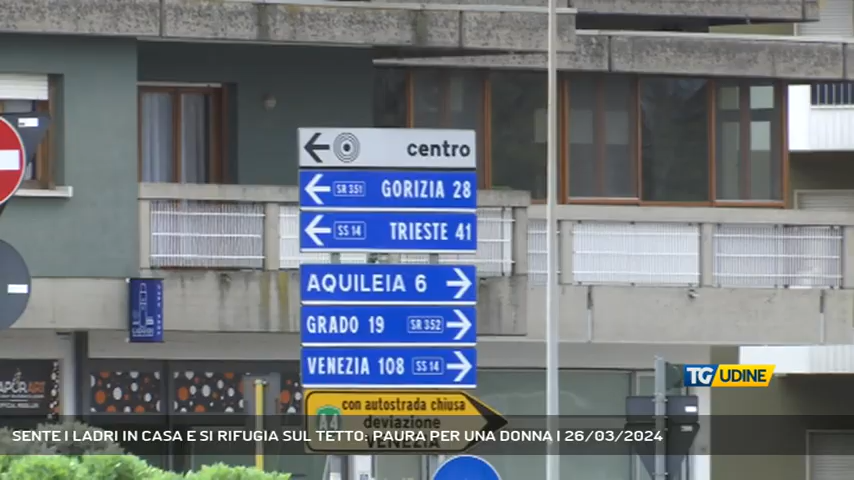 centro
SR 351 GORIZIA 28
SS 14 TRIESTE 41
AQUILEIA 6
GRADO 19 SR 352
VENEZIA 108 SS 14
A4 con autostrada chiusa
deviazione
VENEZIA
TG UDINE
SENTE I LADRI IN CASA E SI RIFUGIA SUL TETTO: PAURA PER UNA DONNA | 26/03/2024